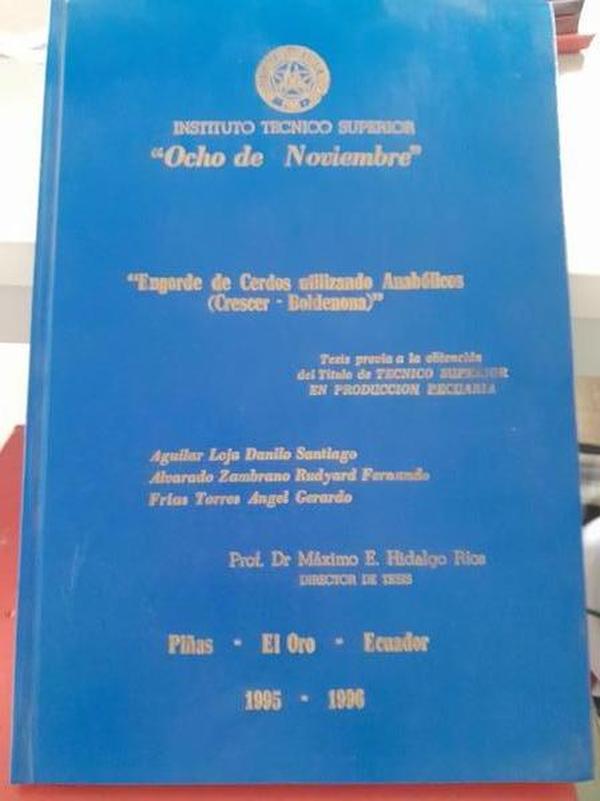 INSTITUTO TECNICO SUPERIOR
"Ocho de Noviembre"
"Engorde de Cerdos utilizando Anabólicos
(Crescer - Boldenona)"
Tesis previa a la obtención
del Título de TECNICO SUPERIOR
EN PRODUCCION PECUARIA
Aguilar Loja Danilo Santiago
Alvarado Zambrano Rudyard Fernando
Frías Torres Angel Gerardo
Prof. Dr Máximo E. Hidalgo Ríos
DIRECTOR DE TESIS
Piñas - El Oro - Ecuador
1995 - 1996